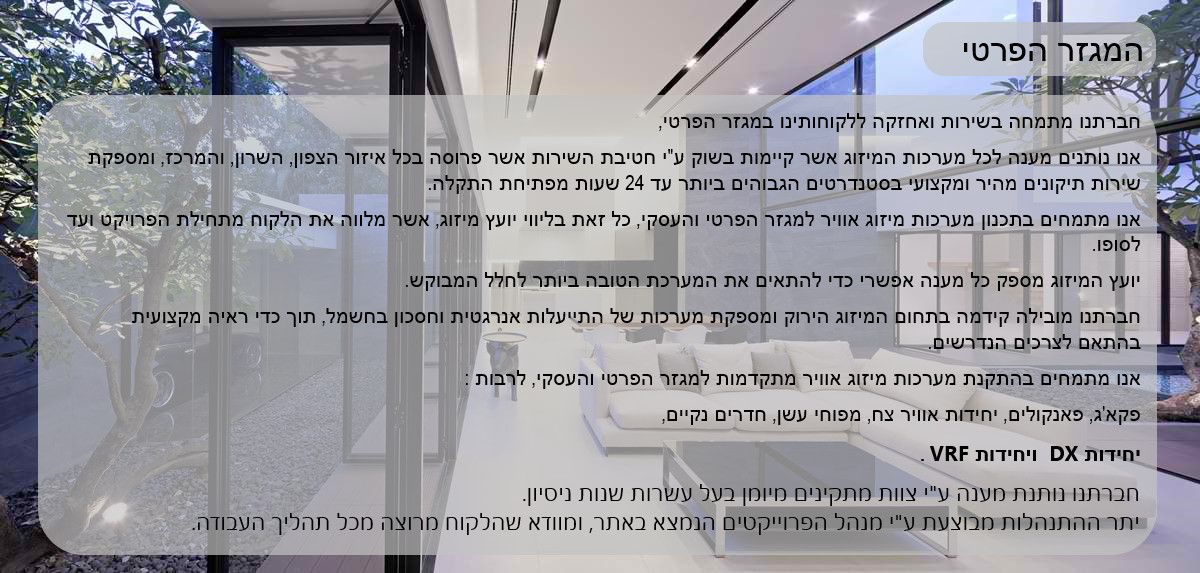 המגזר הפרטי
חברתנו מתמחה בשירות ואחזקה ללקוחותינו במגזר הפרטי,
אנו נותנים מענה לכל מערכות המיזוג אשר קיימות בשוק ע"י חטיבת השירות אשר פרוסה בכל איזור הצפון, השרון, והמרכז, ומספקת
שירות תיקונים מהיר ומקצועי בסטנדרטים הגבוהים ביותר עד 24 שעות מפתיחת התקלה.
אנו מתמחים בתכנון מערכות מיזוג אוויר למגזר הפרטי והעסקי, כל זאת בליווי יועץ מיזוג, אשר מלווה את הלקוח מתחילת הפרויקט ועד
לסופו.
יועץ המיזוג מספק כל מענה אפשרי כדי להתאים את המערכת הטובה ביותר לחלל המבוקש.
חברתנו מובילה קידמה בתחום המיזוג הירוק ומספקת מערכות של התייעלות אנרגטית וחסכון בחשמל, תוך כדי ראיה מקצועית
בהתאם לצרכים הנדרשים.
אנו מתמחים בהתקנת מערכות מיזוג אוויר מתקדמות למגזר הפרטי והעסקי, לרבות :
פקאג'ג, פאנקולים, יחידות אוויר צח, מפוחי עשן, חדרים נקיים,
יחידות DX ויחידות VRF .
חברתנו נותנת מענה ע"י צוות מתקינים מיומן בעל עשרות שנות ניסיון.
יתר ההתנהלות מבוצעת ע"י מנהל הפרוייקטים הנמצא באתר, ומוודא שהלקוח מרוצה מכל תהליך העבודה.